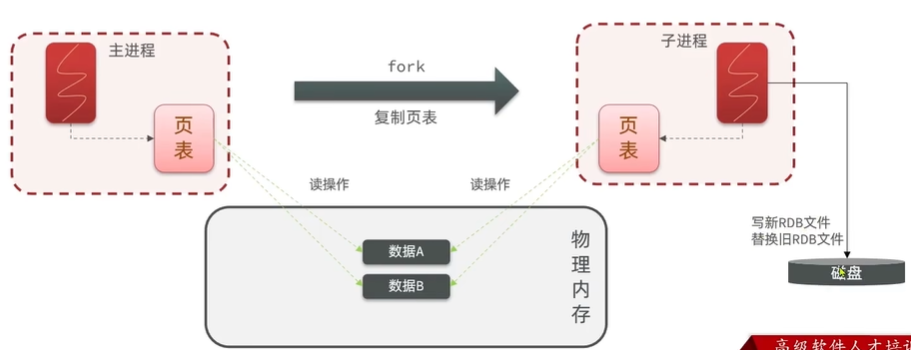 主进程
子进程
fork
复制页表
页
表
页
表
读操作
读操作
写新RDB文件
替换旧RDB文件
数据A
数据B
物
理
内
存
磁盘
高级软件人才培